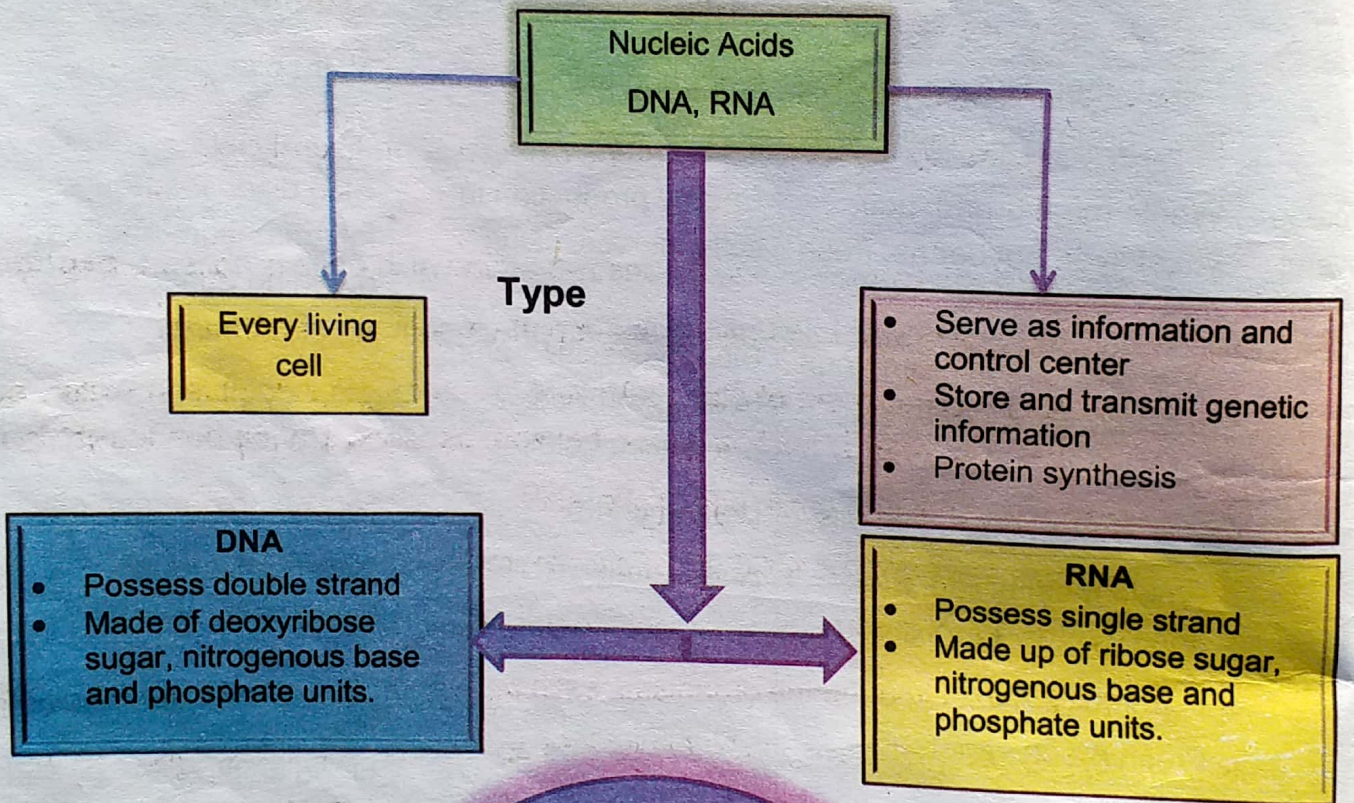 Nucleic Acids
DNA, RNA
Type
Every living
cell
• Serve as information and
control center
• Store and transmit genetic
information
• Protein synthesis
DNA
• Possess double strand
• Made of deoxyribose
sugar, nitrogenous base
and phosphate units.
RNA
• Possess single strand
• Made up of ribose sugar,
nitrogenous base and
phosphate units.